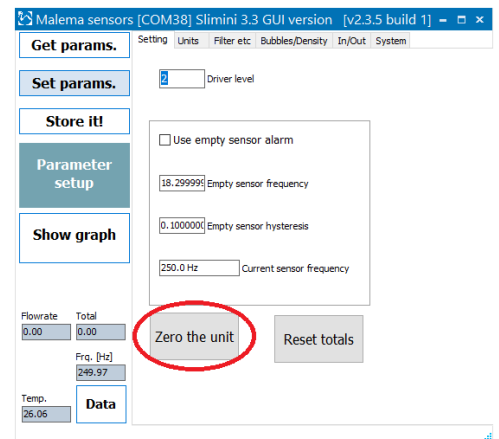 Malema sensors [COM38] Slimini 3.3 GUI version [v2.3.5 build 1]
Get params.
Set params.
Store it!
Parameter
setup
Show graph
Setting Units Filter etc Bubbles/Density In/Out System
2 Driver level
Use empty sensor alarm
18.299999 Empty sensor frequency
0.1000000 Empty sensor hysteresis
250.0 Hz Current sensor frequency
Zero the unit
Reset totals
Flowrate Total
0.00 0.00
Frq. [Hz]
249.97
Temp.
26.06 Data